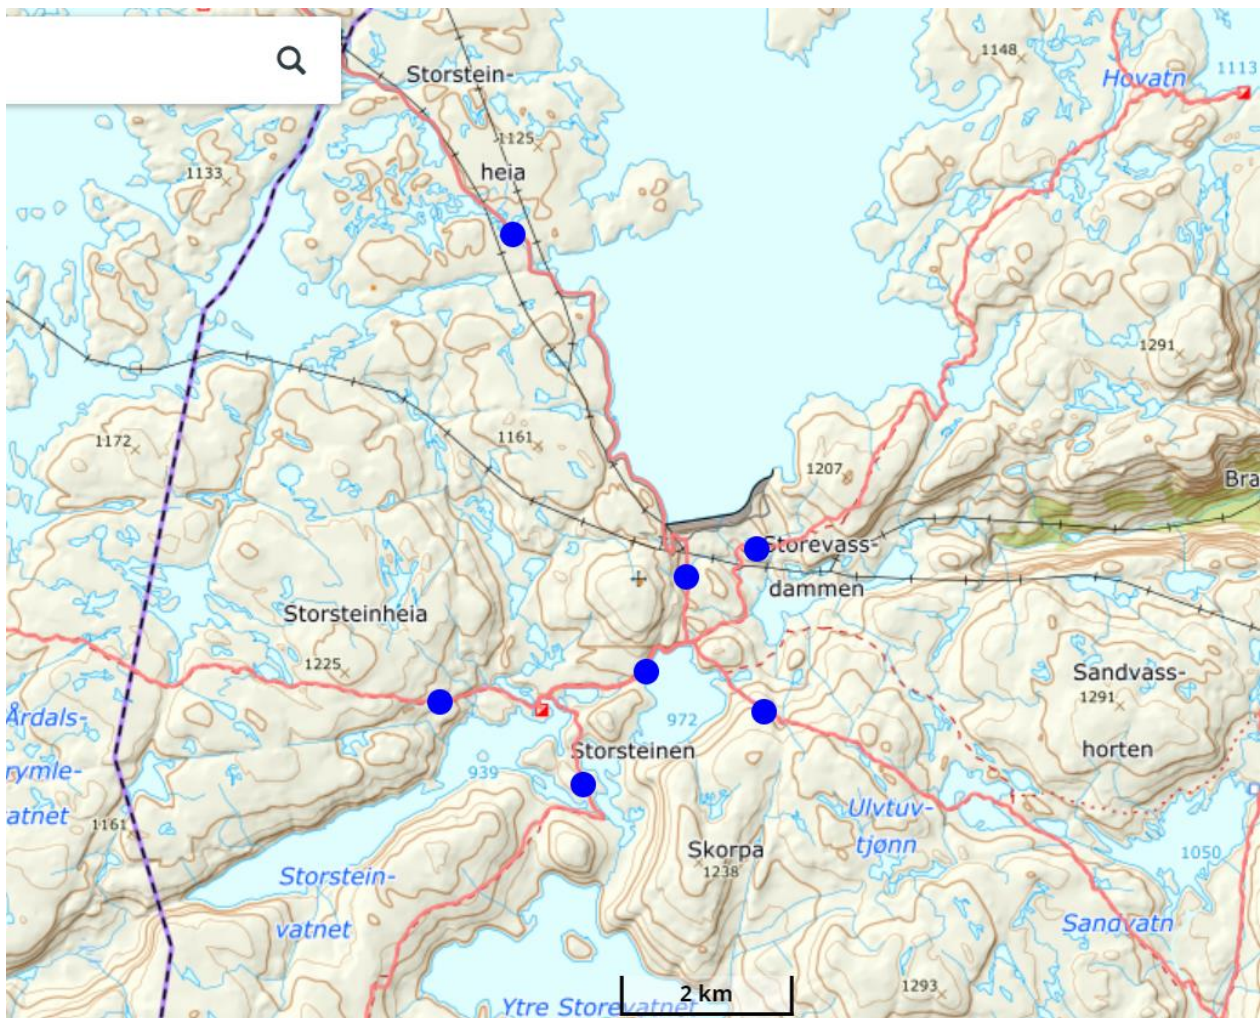 Storstein-
1148
Hovatn
1113
1125
heia
1133
1291
1172
1161
1207
Bra
Storevass-
dammen
Storsteinheia
1225
Sandvass-
1291
horten
Årdals-
rymle-
atnet
972
Storsteinen
939
1161
Ulvtuv-
tjønn
Skorpa
1238
1050
Storstein-
vatnet
Sandvatn
1293
2 km
Ytre Storevatnet